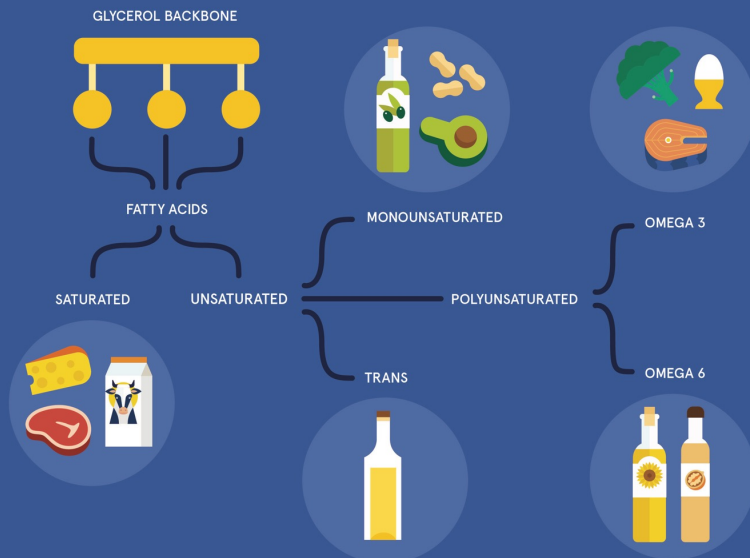 GLYCEROL BACKBONE
FATTY ACIDS
SATURATED
UNSATURATED
MONOUNSATURATED
POLYUNSATURATED
TRANS
OMEGA 3
OMEGA 6